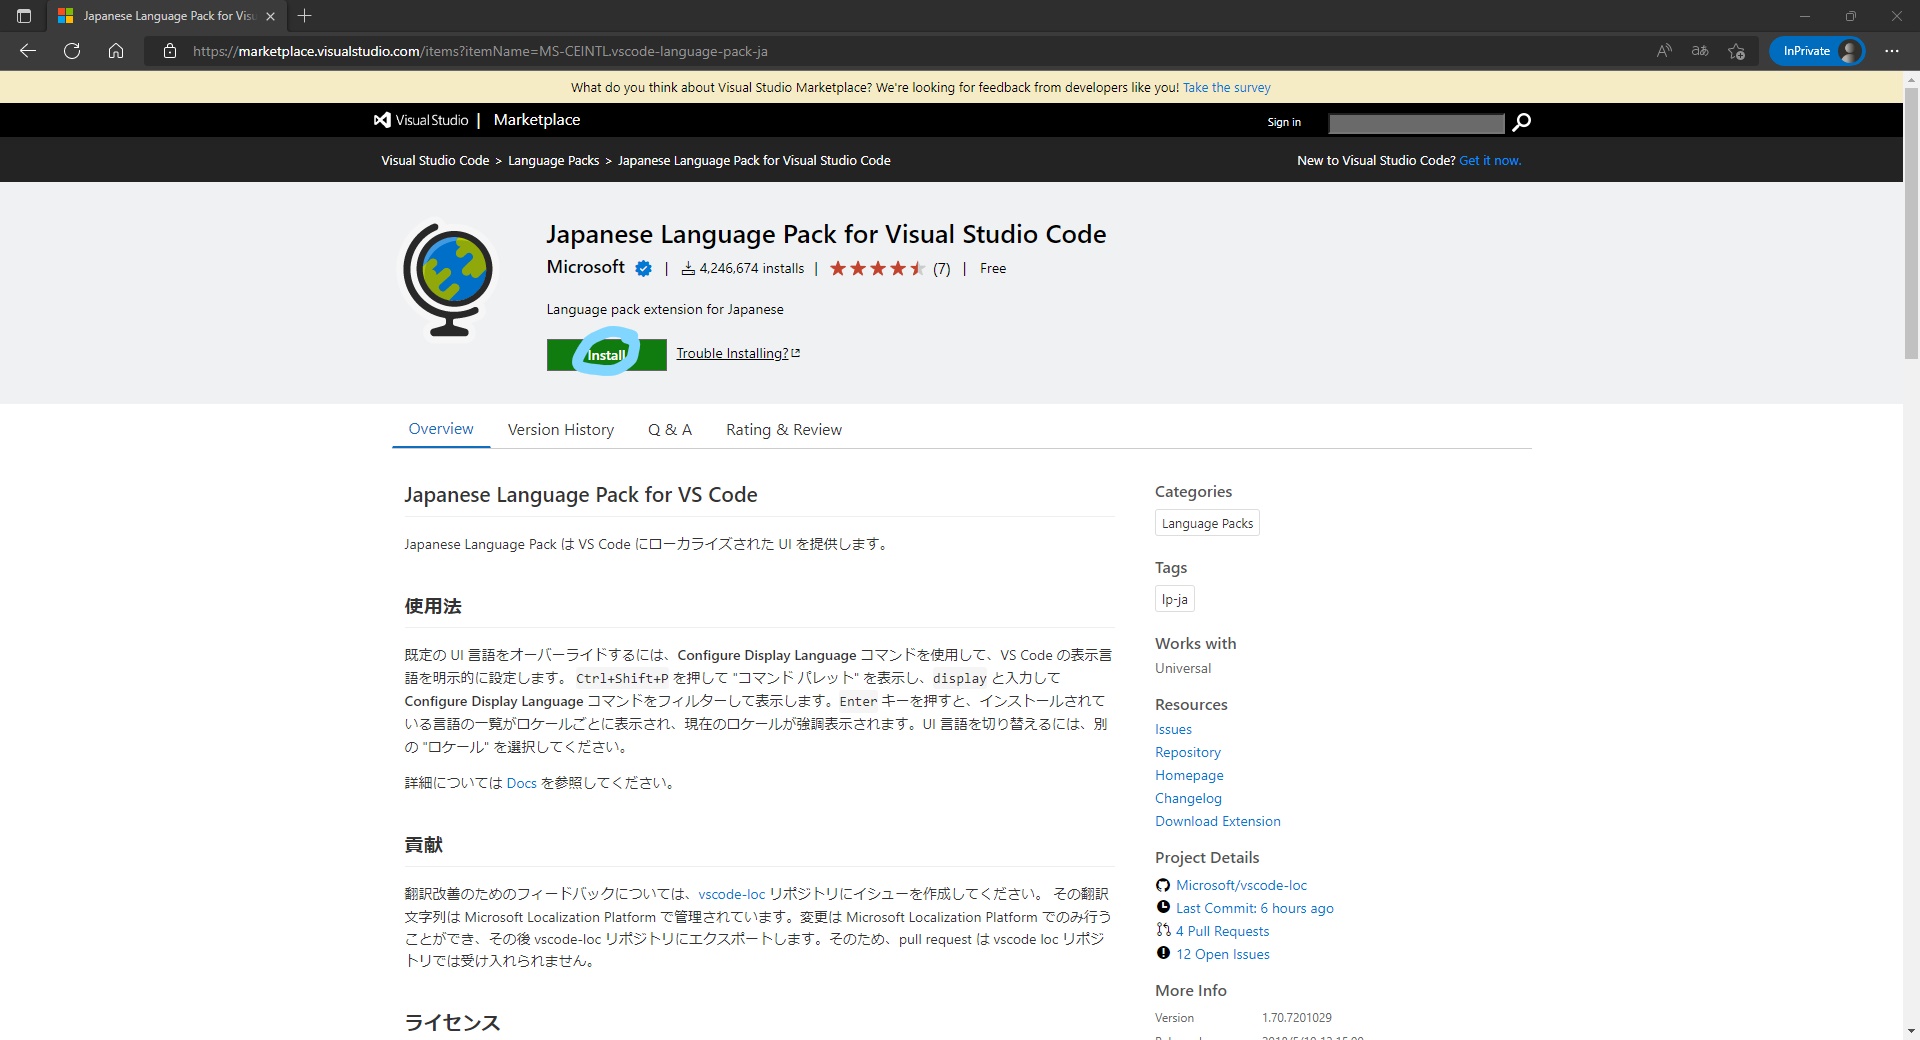 Japanese Language Pack for Visu
https://marketplace.visualstudio.com/items?itemName=MS-CEINTL.vscode-language-pack-ja
InPrivate
What do you think about Visual Studio Marketplace? We're looking for feedback from developers like you! Take the survey
Visual Studio | Marketplace
Sign in
Visual Studio Code > Language Packs > Japanese Language Pack for Visual Studio Code
New to Visual Studio Code? Get it now.
Japanese Language Pack for Visual Studio Code
Microsoft | 4,246,674 installs | (7) | Free
Language pack extension for Japanese
Install
Trouble Installing?
Overview
Version History
Q & A
Rating & Review
Japanese Language Pack for VS Code
Japanese Language Pack は VS Code にローカライズされた UI を提供します。
使用法
既定の UI 言語をオーバーライドするには、Configure Display Language コマンドを使用して、VS Code の表示言
語を明示的に設定します。 Ctrl+Shift+P を押して "コマンド パレット" を表示し、display と入力して
Configure Display Language コマンドをフィルターして表示します。Enter キーを押すと、インストールされて
いる言語の一覧がロケールごとに表示され、現在のロケールが強調表示されます。UI 言語を切り替えるには、別
の "ロケール" を選択してください。
詳細については Docs を参照してください。
貢献
翻訳改善のためのフィードバックについては、vscode-loc リポジトリにイシューを作成してください。 その翻訳
文字列は Microsoft Localization Platform で管理されています。変更は Microsoft Localization Platform でのみ行う
ことができ、その後 vscode-loc リポジトリにエクスポートします。そのため、pull request は vscode loc リポジ
トリでは受け入れられません。
ライセンス
Categories
Language Packs
Tags
lp-ja
Works with
Universal
Resources
Issues
Repository
Homepage
Changelog
Download Extension
Project Details
Microsoft/vscode-loc
Last Commit: 6 hours ago
4 Pull Requests
12 Open Issues
More Info
Version 1.70.7201029